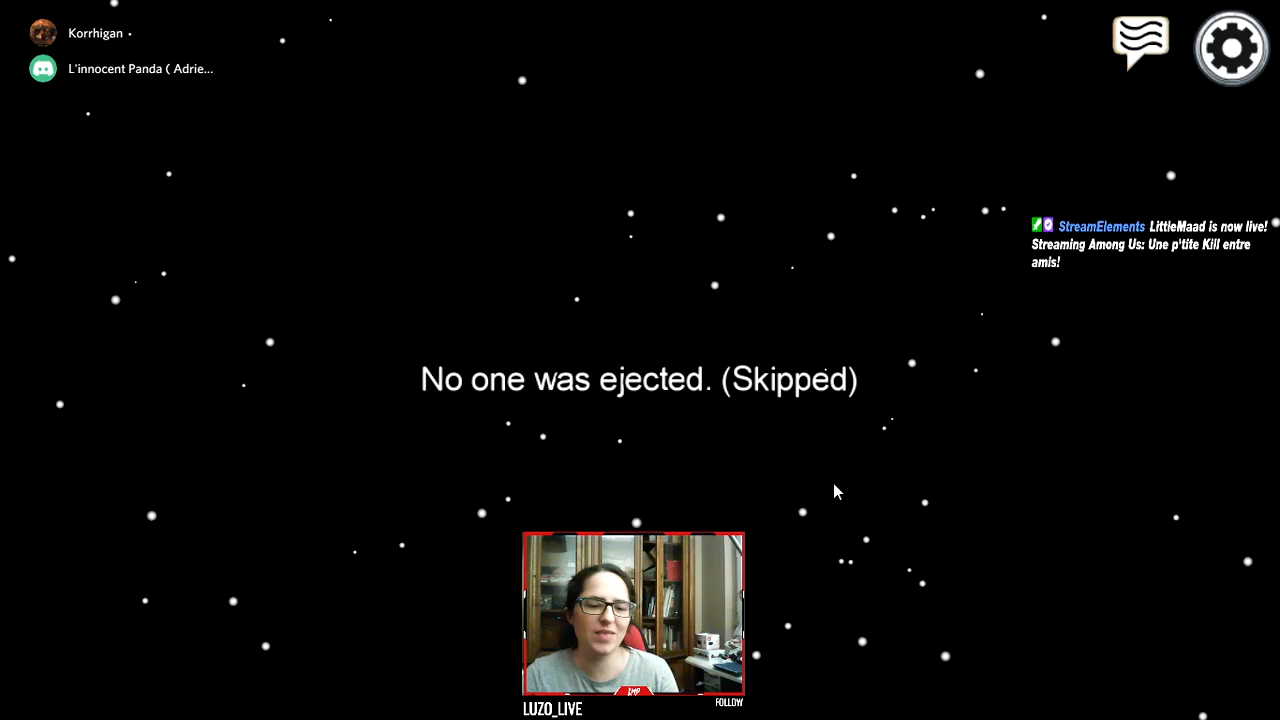 Korrhigan
L'innocent Panda ( Adrie...
StreamElements LittleMaad is now live!
Streaming Among Us: Une p'tite Kill entre
amis!
No one was ejected. (Skipped)
LUZO_LIVE
FOLLOW